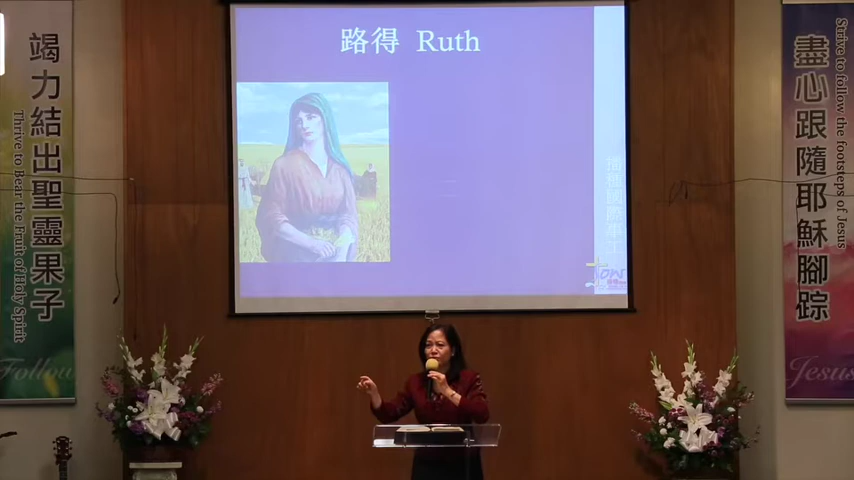 竭力結出聖靈果子
Thrive to Bear the Fruit of Holy Spirit
Follow
路得 Ruth
盡心跟隨耶穌腳踪
Strive to follow the footsteps of Jesus
Jesus